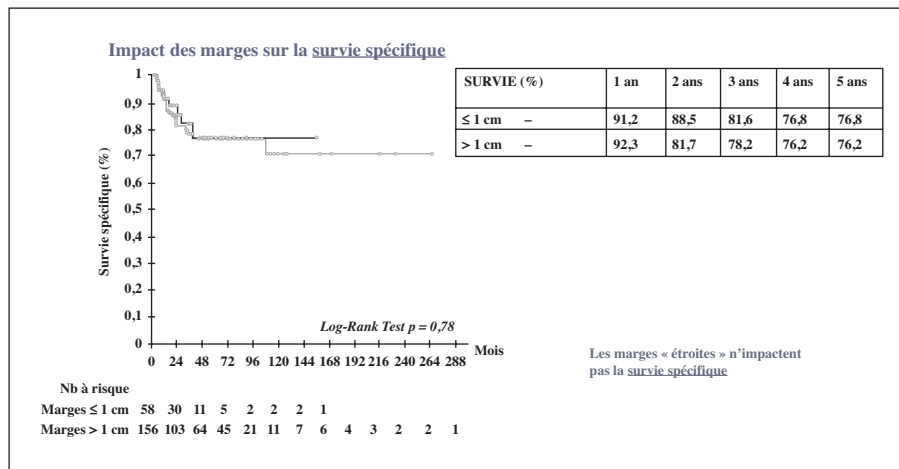 Impact des marges sur la survie spécifique
SURVIE (%) 1 an 2 ans 3 ans 4 ans 5 ans
≤ 1 cm – 91,2 88,5 81,6 76,8 76,8
> 1 cm – 92,3 81,7 78,2 76,2 76,2
Survie spécifique (%)
1
0,9
0,8
0,7
0,6
0,5
0,4
0,3
0,2
0,1
0
Log-Rank Test p = 0,78
Mois
0 24 48 72 96 120 144 168 192 216 240 264 288
Les marges « étroites » n’impactent
pas la survie spécifique
Nb à risque
Marges ≤ 1 cm 58 30 11 5 2 2 2 1
Marges > 1 cm 156 103 64 45 21 11 7 6 4 3 2 2 1